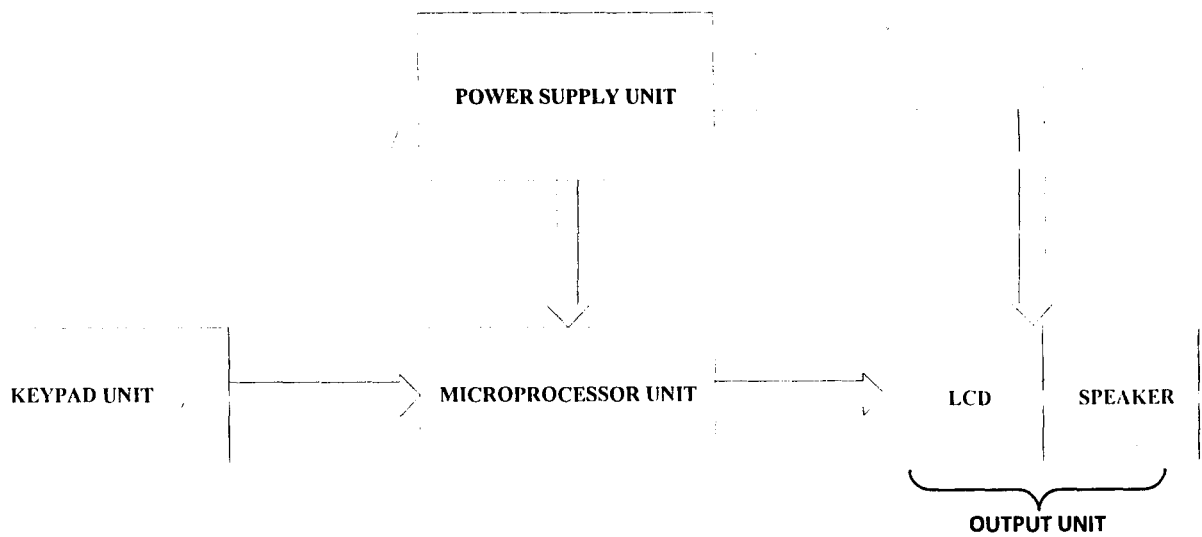 POWER SUPPLY UNIT
KEYPAD UNIT
MICROPROCESSOR UNIT
LCD
SPEAKER
OUTPUT UNIT